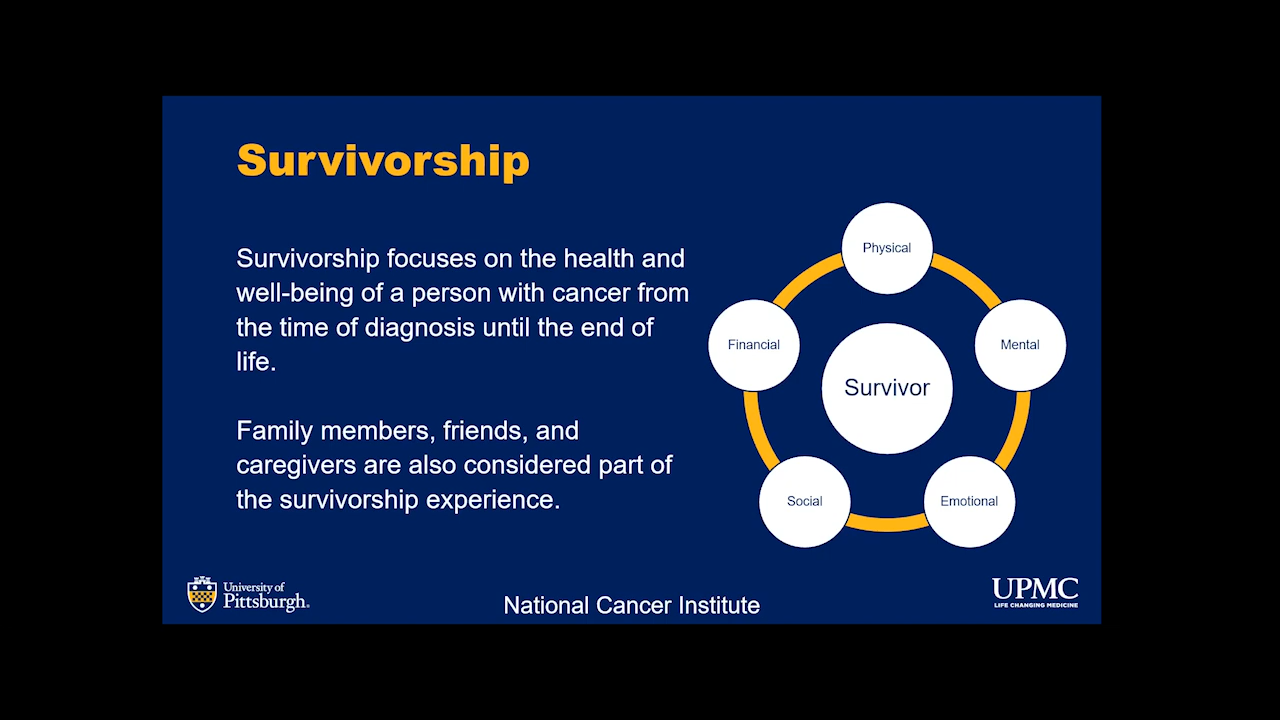 Survivorship
Survivorship focuses on the health and
well-being of a person with cancer from
the time of diagnosis until the end of
life.
Family members, friends, and
caregivers are also considered part of
the survivorship experience.
Physical
Financial
Mental
Survivor
Social
Emotional
University of
Pittsburgh®
National Cancer Institute
UPMC
LIFE CHANGING MEDICINE